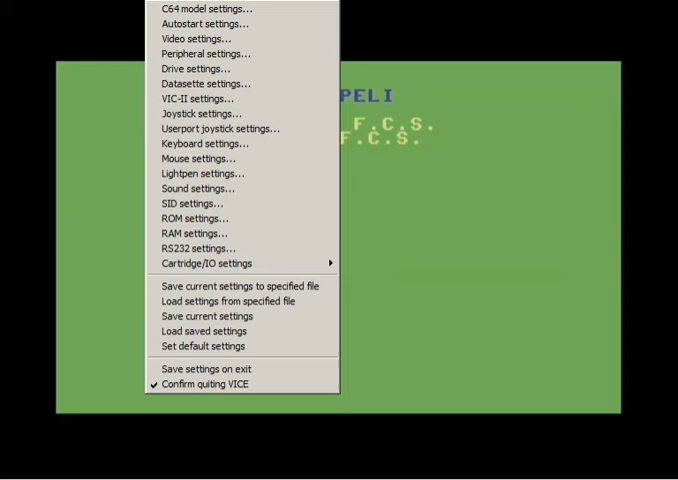 C64 model settings...
Autostart settings...
Video settings...
Peripheral settings...
Drive settings...
Datasette settings...
VIC-II settings...
PELI
Joystick settings...
F.C.S.
Userport joystick settings...
F.C.S.
Keyboard settings...
Mouse settings...
Lightpen settings...
Sound settings...
SID settings...
ROM settings...
RAM settings...
RS232 settings...
Cartridge/IO settings
Save current settings to specified file
Load settings from specified file
Save current settings
Load saved settings
Set default settings
Save settings on exit
Confirm quiting VICE